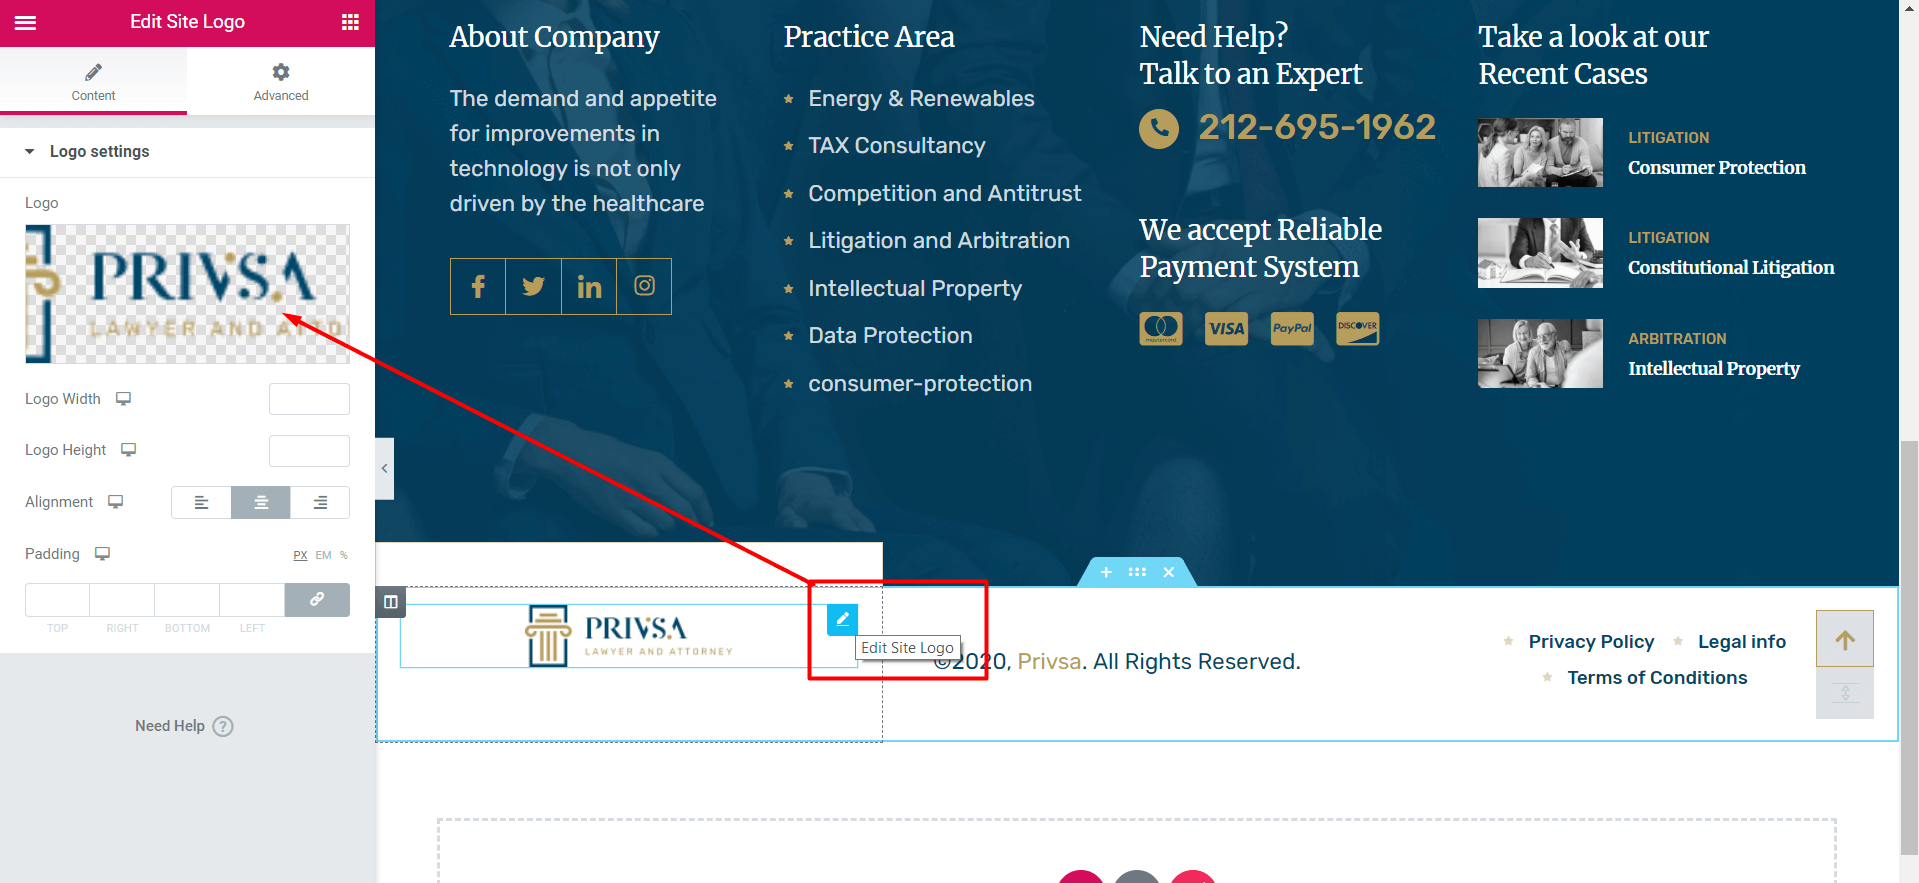 Edit Site Logo
Content
Advanced
Logo settings
Logo
PRIVSA
LAWYER AND ATTO
Logo Width
Logo Height
Alignment
Padding
PX EM %
TOP RIGHT BOTTOM LEFT
Need Help ?
About Company
The demand and appetite
for improvements in
technology is not only
driven by the healthcare
Practice Area
Energy & Renewables
TAX Consultancy
Competition and Antitrust
Litigation and Arbitration
Intellectual Property
Data Protection
consumer-protection
Need Help?
Talk to an Expert
212-695-1962
We accept Reliable
Payment System
mastercard
VISA
PayPal
DISCOVER
Take a look at our
Recent Cases
LITIGATION
Consumer Protection
LITIGATION
Constitutional Litigation
ARBITRATION
Intellectual Property
PRIVSA
LAWYER AND ATTORNEY
Edit Site Logo
©2020, Privsa. All Rights Reserved.
Privacy Policy
Legal info
Terms of Conditions